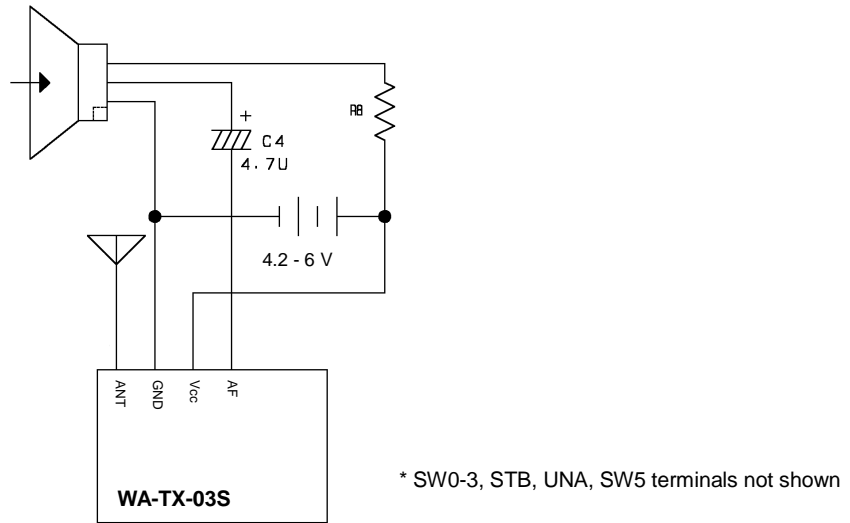 R8
+
C4
4.7U
4.2 - 6 V
ANT
GND
Vcc
AF
WA-TX-03S
* SW0-3, STB, UNA, SW5 terminals not shown